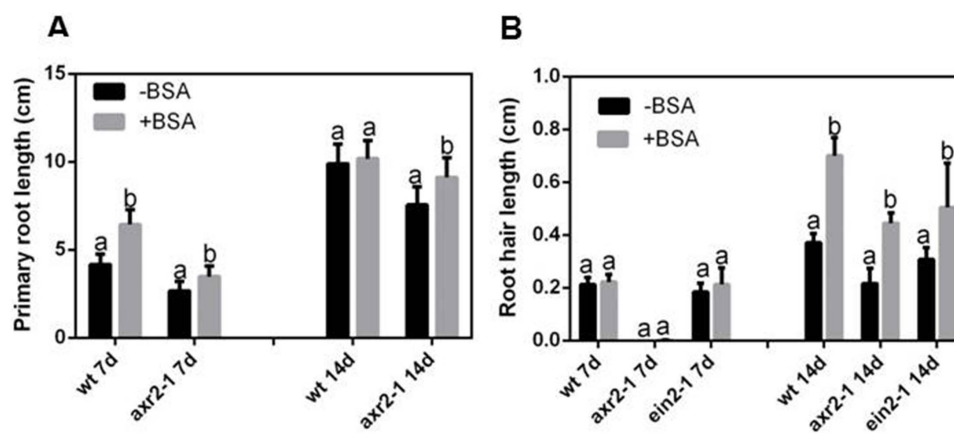 A
Primary root length (cm)
15
10
5
0
-BSA
+BSA
a
b
a
b
a
a
a
b
wt 7d
axr2-1 7d
wt 14d
axr2-1 14d
B
Root hair length (cm)
1.0
0.8
0.6
0.4
0.2
0.0
-BSA
+BSA
a
a
a a
a
a
a
b
a
b
a
b
wt 7d
axr2-1 7d
ein2-1 7d
wt 14d
axr2-1 14d
ein2-1 14d